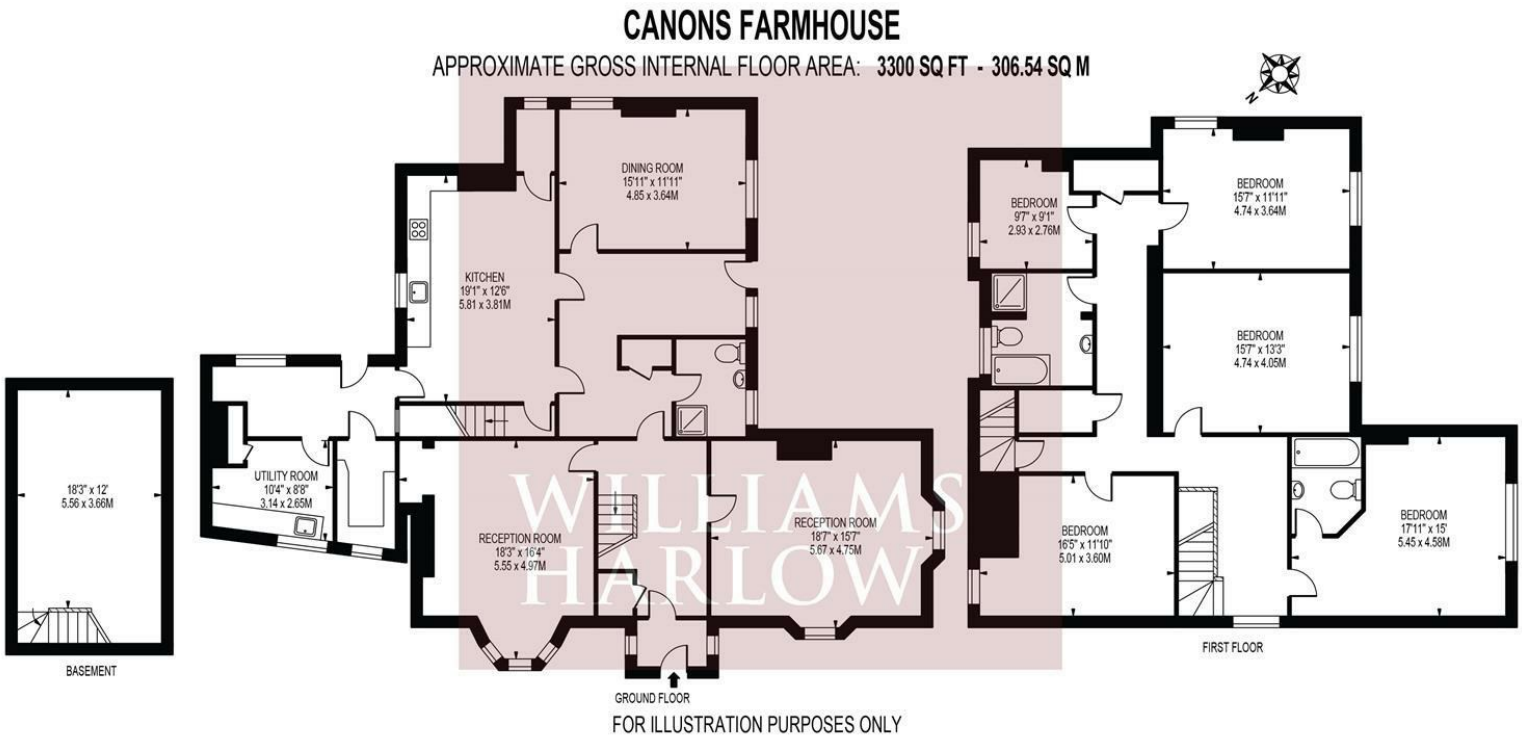 CANONS FARMHOUSE
APPROXIMATE GROSS INTERNAL FLOOR AREA: 3300 SQ FT - 306.54 SQ M
N
DINING ROOM
15'11" x 11'11"
4.85 x 3.64M
KITCHEN
19'1" x 12'6"
5.81 x 3.81M
UTILITY ROOM
10'4" x 8'8"
3.14 x 2.65M
18'3" x 12'
5.56 x 3.66M
BASEMENT
RECEPTION ROOM
18'3" x 16'4"
5.55 x 4.97M
RECEPTION ROOM
18'7" x 15'7"
5.67 x 4.75M
WILLIAMS
HARLOW
GROUND FLOOR
BEDROOM
9'7" x 9'1"
2.93 x 2.76M
BEDROOM
15'7" x 11'11"
4.74 x 3.64M
BEDROOM
15'7" x 13'3"
4.74 x 4.05M
BEDROOM
16'5" x 11'10"
5.01 x 3.60M
BEDROOM
17'11" x 15'
5.45 x 4.58M
FIRST FLOOR
FOR ILLUSTRATION PURPOSES ONLY